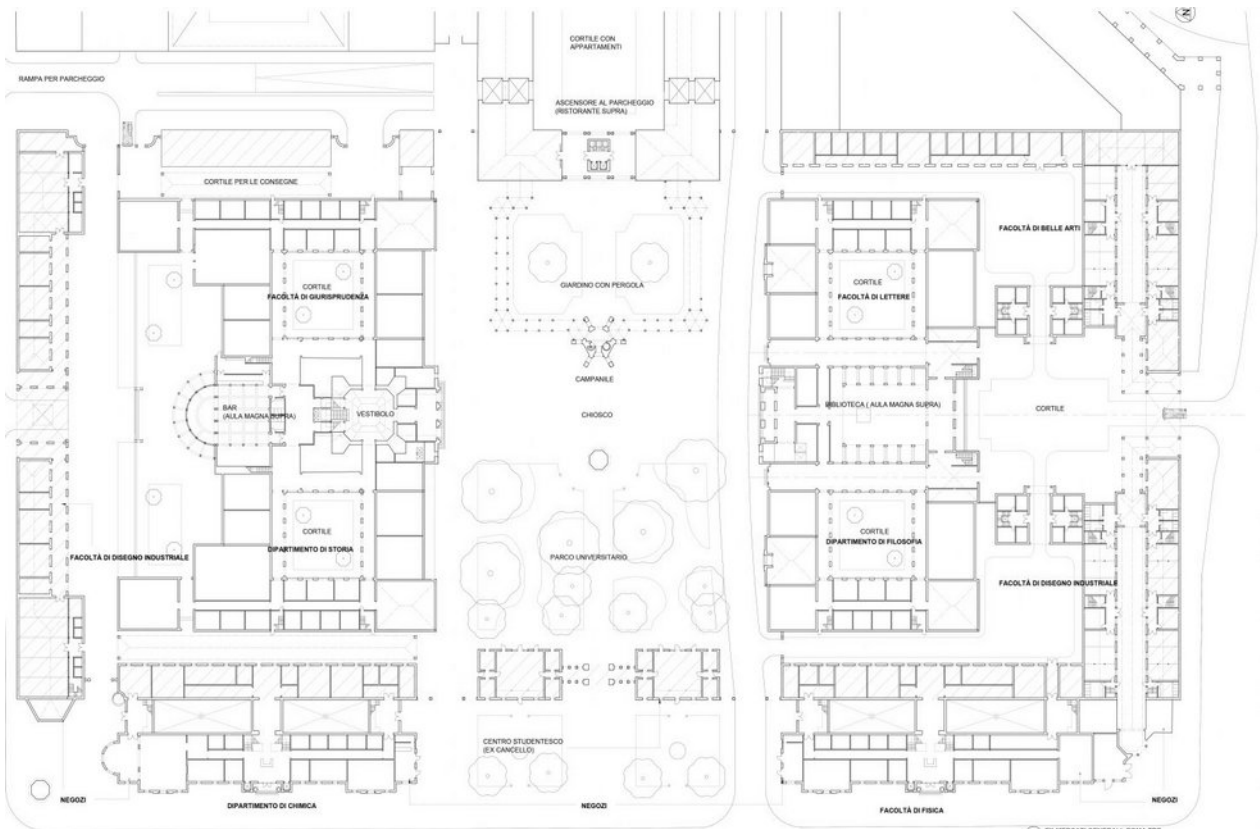 N
CORTILE CON
APPARTAMENTI
RAMPA PER PARCHEGGIO
ASCENSORE AL PARCHEGGIO
(RISTORANTE SUPRA)
CORTILE PER LE CONSEGNE
FACOLTÀ DI BELLE ARTI
CORTILE
FACOLTÀ DI GIURISPRUDENZA
GIARDINO CON PERGOLA
CORTILE
FACOLTÀ DI LETTERE
CAMPANILE
BAR
(AULA MAGNA SUPRA)
VESTIBOLO
CHIOSCO
BIBLIOTECA ( AULA MAGNA SUPRA)
CORTILE
CORTILE
DIPARTIMENTO DI STORIA
FACOLTÀ DI DISEGNO INDUSTRIALE
PARCO UNIVERSITARIO
CORTILE
DIPARTIMENTO DI FILOSOFIA
FACOLTÀ DI DISEGNO INDUSTRIALE
CENTRO STUDENTESCO
(EX CANCELLO)
NEGOZI
DIPARTIMENTO DI CHIMICA
NEGOZI
FACOLTÀ DI FISICA
NEGOZI